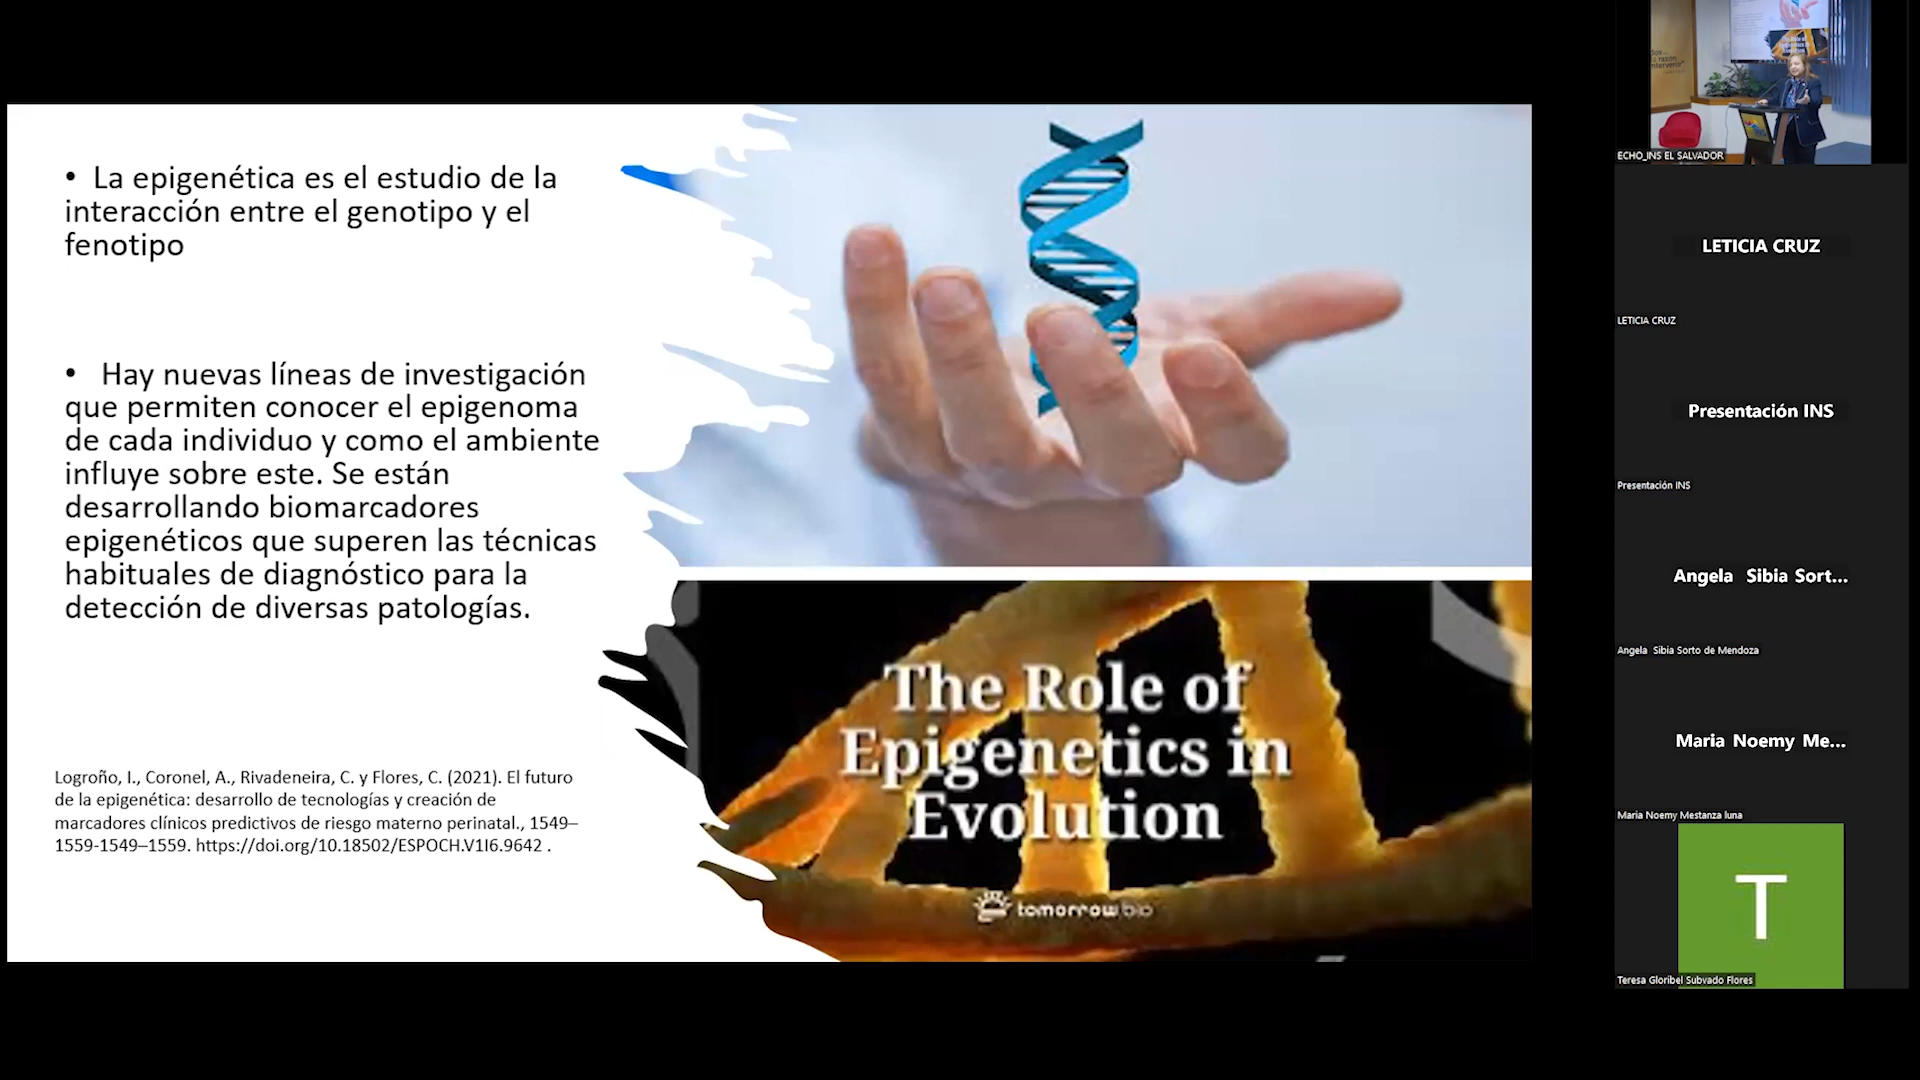 • La epigenética es el estudio de la
interacción entre el genotipo y el
fenotipo
• Hay nuevas líneas de investigación
que permiten conocer el epigenoma
de cada individuo y como el ambiente
influye sobre este. Se están
desarrollando biomarcadores
epigenéticos que superen las técnicas
habituales de diagnóstico para la
detección de diversas patologías.
Logroño, I., Coronel, A., Rivadeneira, C. y Flores, C. (2021). El futuro
de la epigenética: desarrollo de tecnologías y creación de
marcadores clínicos predictivos de riesgo materno perinatal., 1549–
1559-1549–1559. https://doi.org/10.18502/ESPOCH.V1I6.9642 .
The Role of
Epigenetics in
Evolution
tomorrow bio
ECHO_INS EL SALVADOR
LETICIA CRUZ
LETICIA CRUZ
Presentación INS
Presentación INS
Angela Sibia Sort...
Angela Sibia Sorto de Mendoza
Maria Noemy Me...
Maria Noemy Mestanza luna
T
Teresa Gloribel Subvado Flores